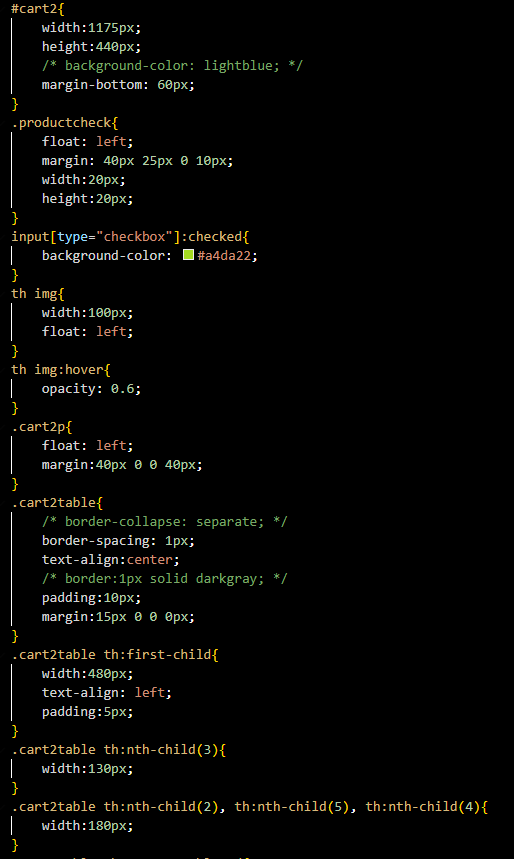 #cart2{
width:1175px;
height:440px;
/* background-color: lightblue; */
margin-bottom: 60px;
}
.productcheck{
float: left;
margin: 40px 25px 0 10px;
width:20px;
height:20px;
}
input[type="checkbox"]:checked{
background-color: #a4da22;
}
th img{
width:100px;
float: left;
}
th img:hover{
opacity: 0.6;
}
.cart2p{
float: left;
margin:40px 0 0 40px;
}
.cart2table{
/* border-collapse: separate; */
border-spacing: 1px;
text-align:center;
/* border:1px solid darkgray; */
padding:10px;
margin:15px 0 0 0px;
}
.cart2table th:first-child{
width:480px;
text-align: left;
padding:5px;
}
.cart2table th:nth-child(3){
width:130px;
}
.cart2table th:nth-child(2), th:nth-child(5), th:nth-child(4){
width:180px;
}